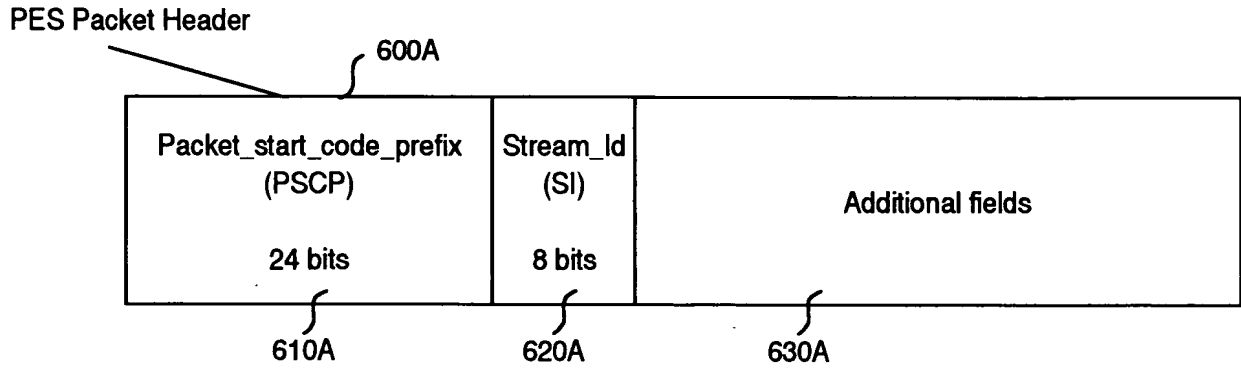 PES Packet Header
600A
Packet_start_code_prefix
(PSCP)
24 bits
Stream_Id
(SI)
8 bits
Additional fields
610A
620A
630A